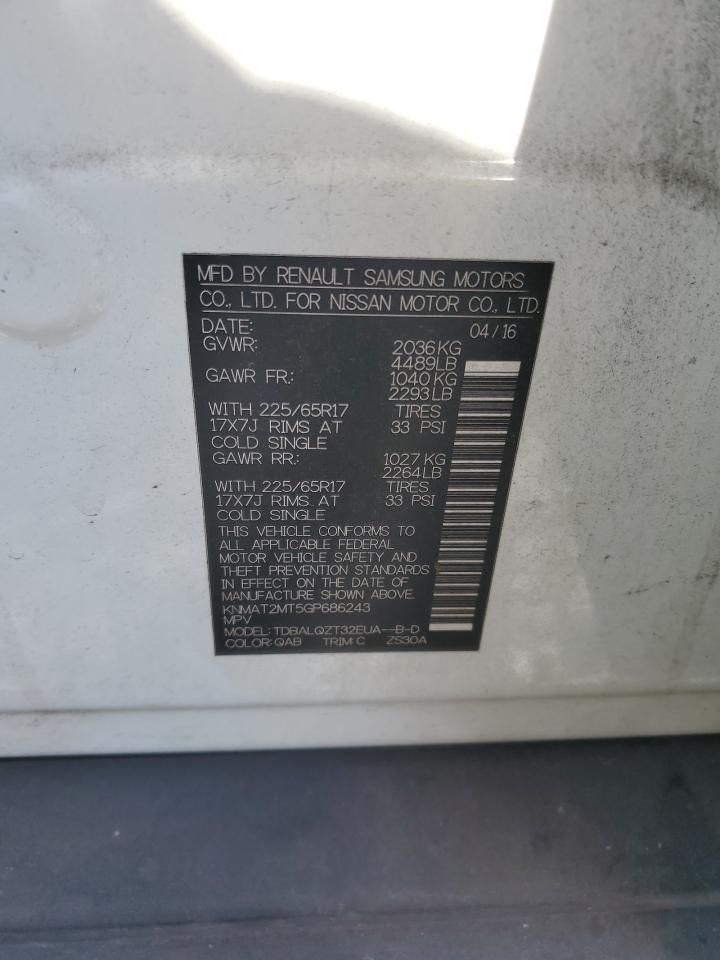 MFD BY RENAULT SAMSUNG MOTORS
CO., LTD. FOR NISSAN MOTOR CO., LTD.
DATE: 04/16
GVWR: 2036KG
4489LB
GAWR FR.: 1040 KG
2293LB
WITH 225/65R17 TIRES
17X7J RIMS AT 33 PSI
COLD SINGLE
GAWR RR.: 1027 KG
2264LB
WITH 225/65R17 TIRES
17X7J RIMS AT 33 PSI
COLD SINGLE
THIS VEHICLE CONFORMS TO
ALL APPLICABLE FEDERAL
MOTOR VEHICLE SAFETY AND
THEFT PREVENTION STANDARDS
IN EFFECT ON THE DATE OF
MANUFACTURE SHOWN ABOVE.
KNMAT2MT5GP686243
MPV
MODEL: TDBALQZT32EUA--B-D
COLOR: QAB TRIM: C ZS30A